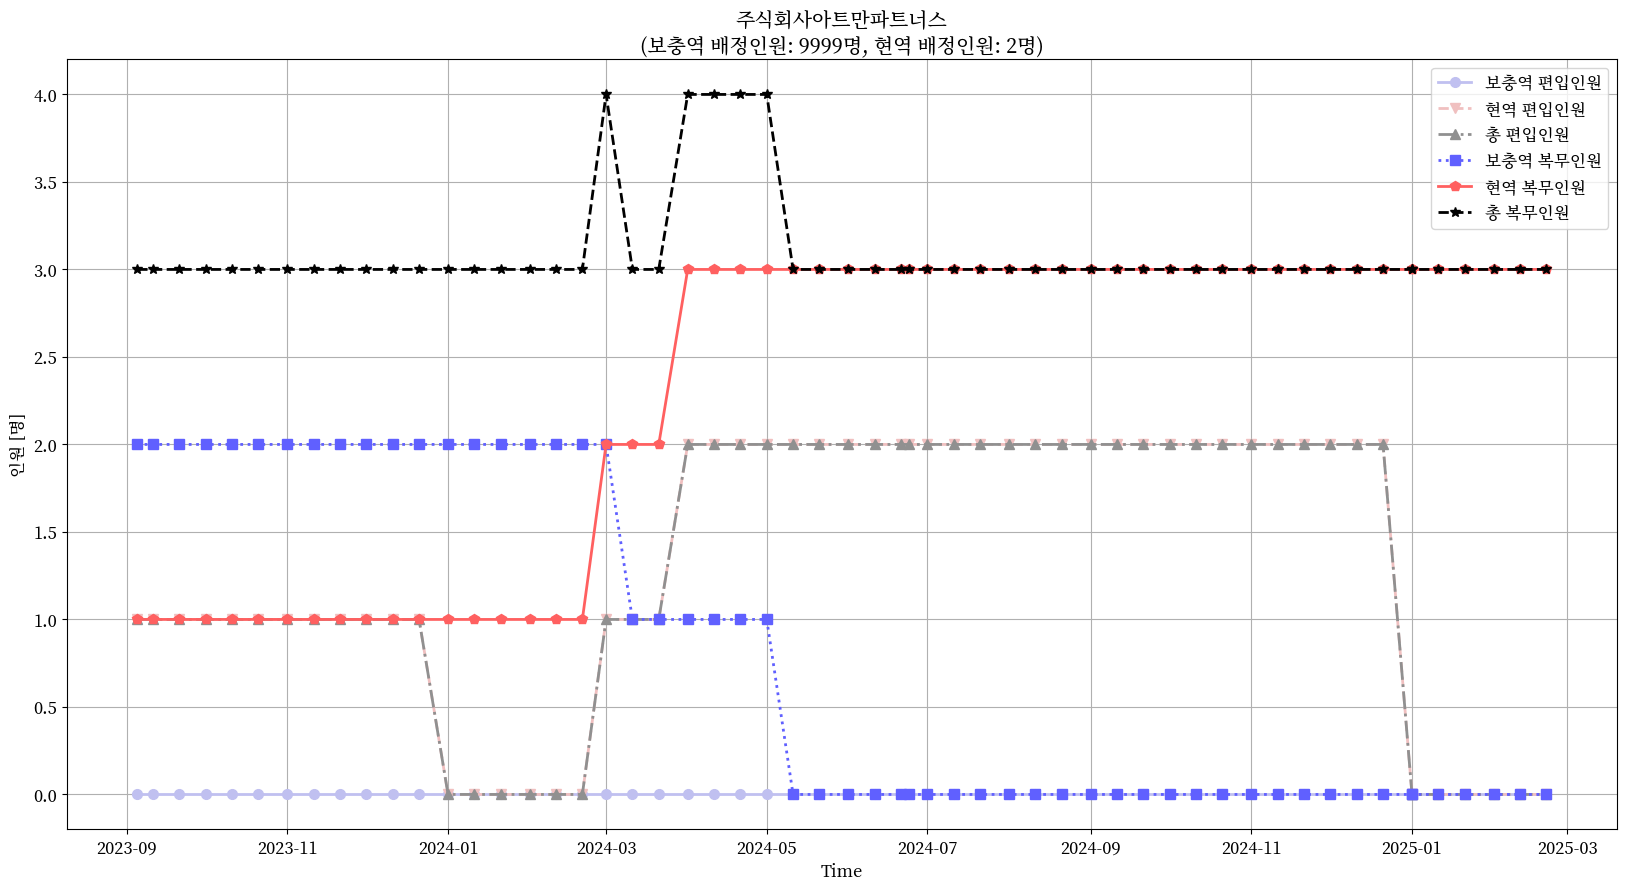 주식회사아트만파트너스
(보충역 배정인원: 9999명, 현역 배정인원: 2명)
보충역 편입인원
현역 편입인원
총 편입인원
보충역 복무인원
현역 복무인원
총 복무인원
4.0
3.5
3.0
2.5
2.0
1.5
1.0
0.5
0.0
인원 [명]
2023-09
2023-11
2024-01
2024-03
2024-05
2024-07
2024-09
2024-11
2025-01
2025-03
Time